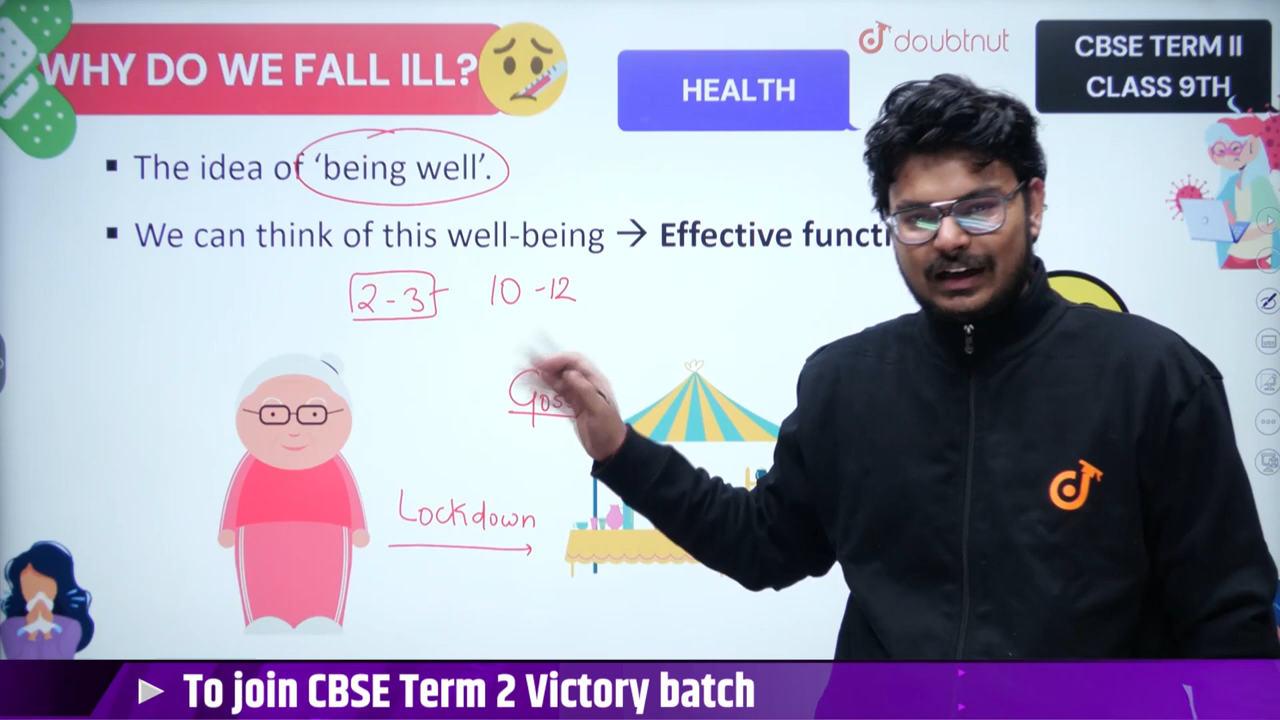 WHY DO WE FALL ILL?
HEALTH
doubtnut
CBSE TERM II
CLASS 9TH
▪ The idea of ‘being well’.
▪ We can think of this well-being → Effective
2-3 10-12
Lockdown
To join CBSE Term 2 Victory batch